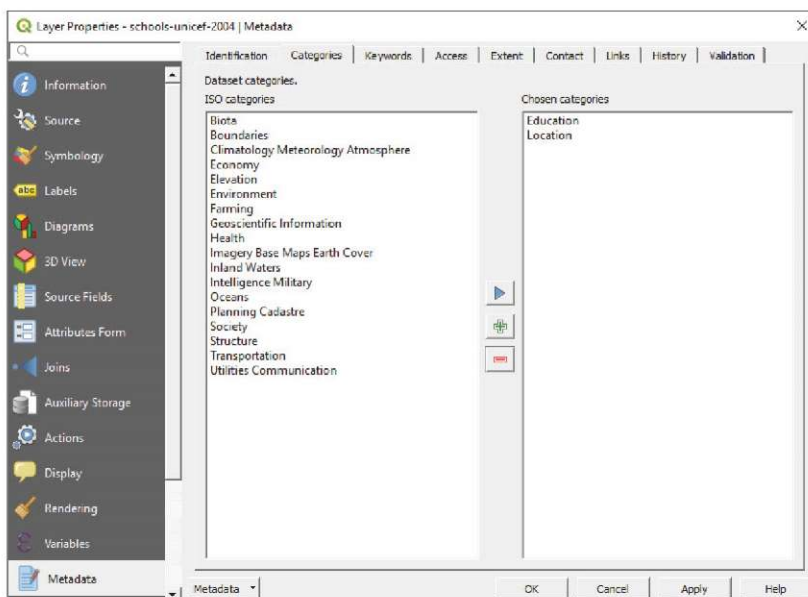 Layer Properties - schools-unicef-2004 | Metadata
Information
Source
Symbology
abc Labels
Diagrams
3D View
Source Fields
Attributes Form
Joins
Auxiliary Storage
Actions
Display
Rendering
Variables
Metadata
Identification Categories Keywords Access Extent Contact Links History Validation
Dataset categories.
ISO categories
Biota
Boundaries
Climatology Meteorology Atmosphere
Economy
Elevation
Environment
Farming
Geoscientific Information
Health
Imagery Base Maps Earth Cover
Inland Waters
Intelligence Military
Oceans
Planning Cadastre
Society
Structure
Transportation
Utilities Communication
Chosen categories
Education
Location
Metadata
OK Cancel Apply Help